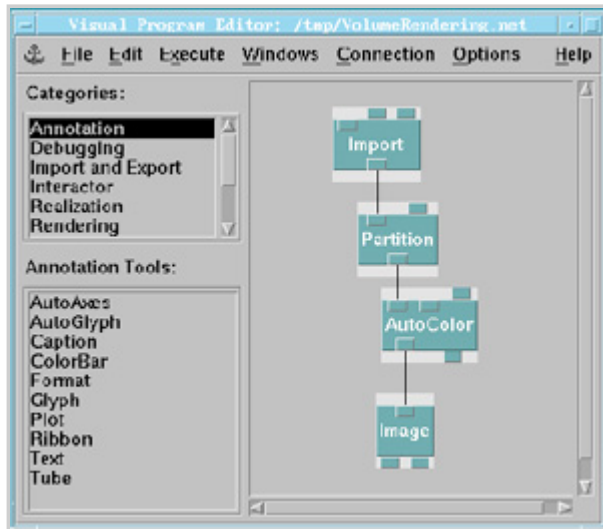 Visual Program Editor: /tmp/VolumeRendering.net
File Edit Execute Windows Connection Options Help
Categories:
Annotation
Debugging
Import and Export
Interactor
Realization
Rendering
Annotation Tools:
AutoAxes
AutoGlyph
Caption
ColorBar
Format
Glyph
Plot
Ribbon
Text
Tube
Import
Partition
AutoColor
Image